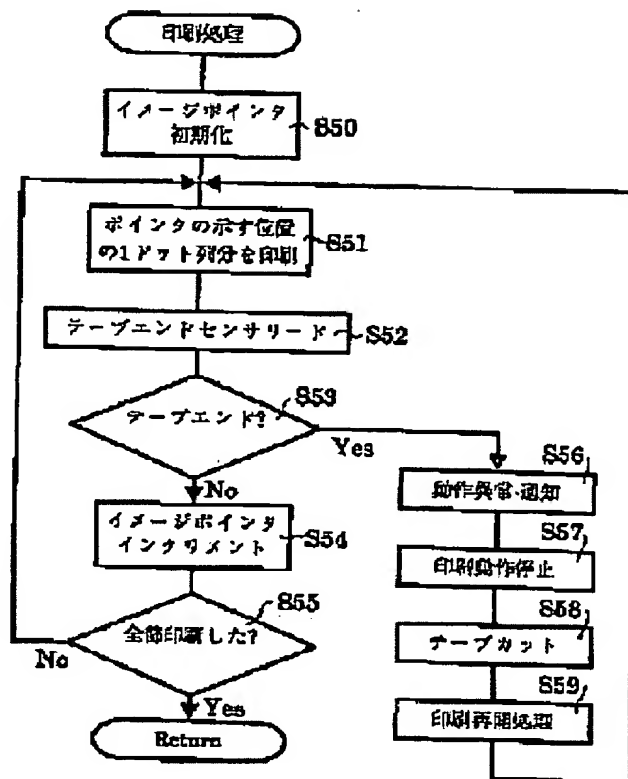 印刷処理
イメージポインタ
初期化
S50
ポインタの示す位置
の1ドット列分を印刷
S51
テープエンドセンサリード
S52
テープエンド?
S53
Yes
No
イメージポインタ
インクリメント
S54
全部印刷した?
S55
No
Yes
Return
動作異常通知
S56
印刷動作停止
S57
テープカット
S58
印刷再開処理
S59